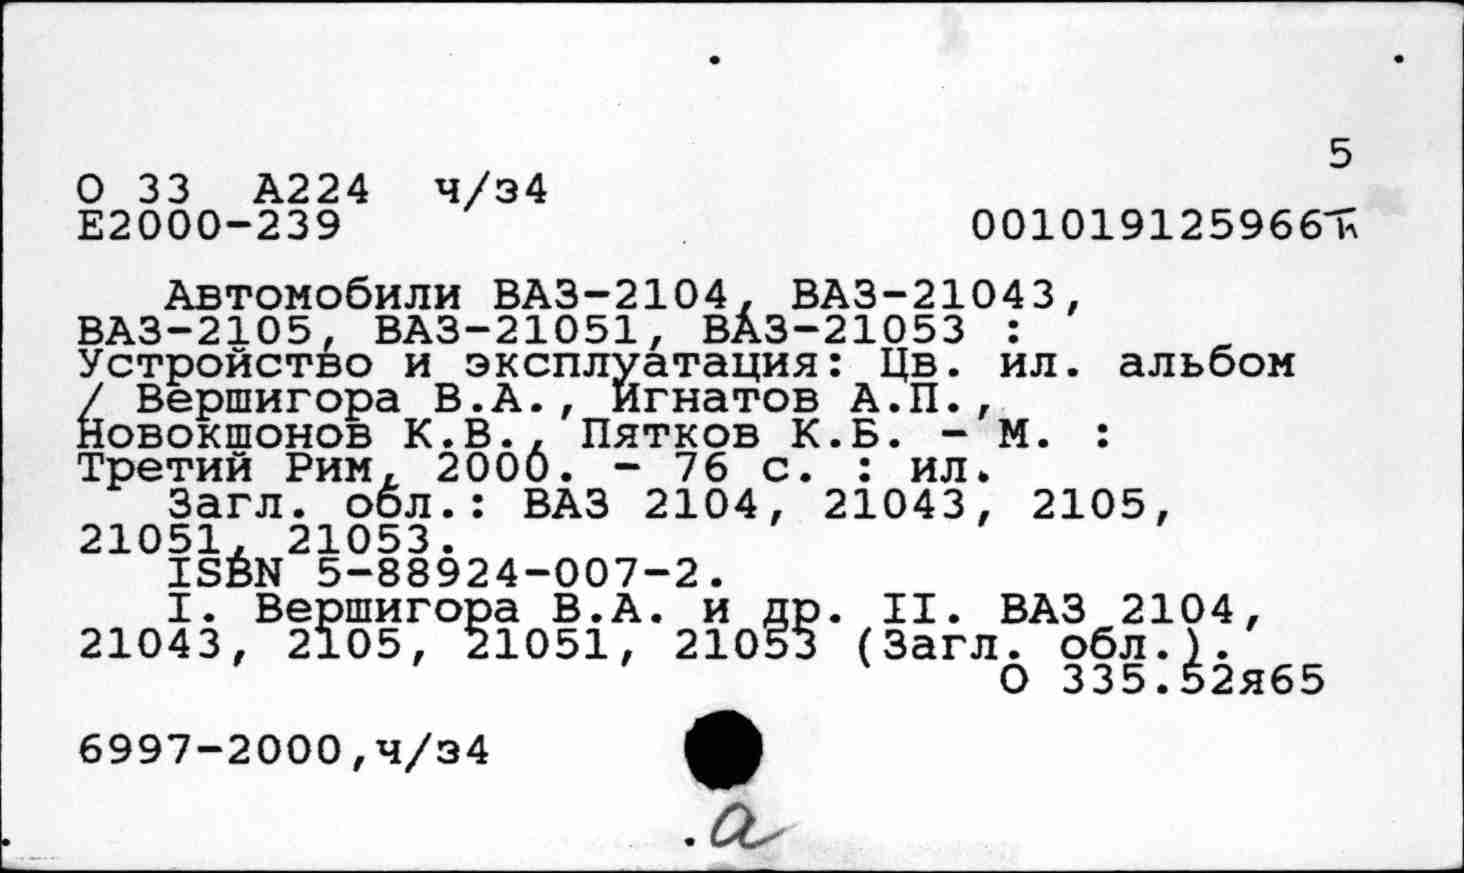 5
О 33 А224 ч/з4
Е2000-239 001019125966
Автомобили ВАЗ-2104, ВАЗ-21043,
ВАЗ-2105, ВАЗ-21051, ВАЗ-21053 :
Устройство и эксплуатация: Цв. ил. альбом
/ Вершигора В.А., Игнатов А.П.,
Новокшонов К.В., Пятков К.Б. - М. :
Третий Рим, 2000. - 76 с. : ил.
Загл. обл.: ВАЗ 2104, 21043, 2105,
21051, 21053.
ISBN 5-88924-007-2.
I. Вершигора В.А. и др. II. ВАЗ 2104,
21043, 2105, 21051, 21053 (Загл. обл.).
О 335.52я65
6997-2000,ч/з4
а